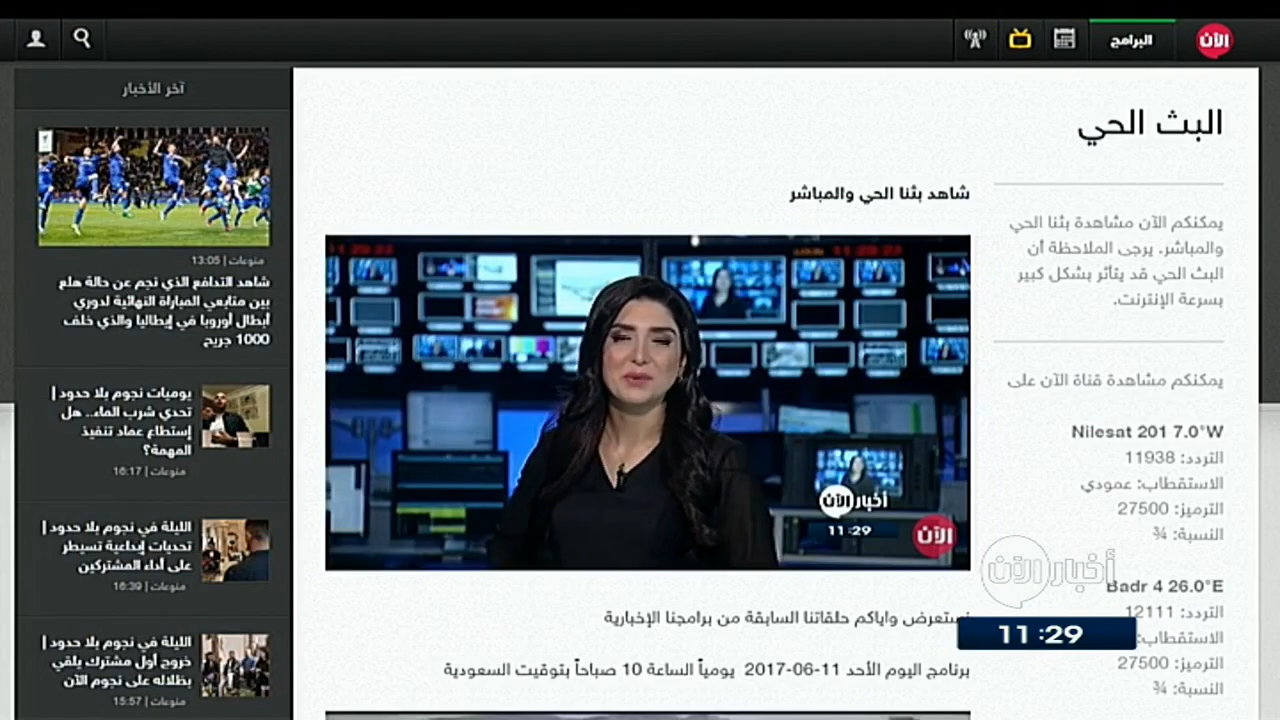 الآن
البرامج
البث الحي
يمكنكم الآن مشاهدة بثنا الحي
والمباشر. يرجى الملاحظة أن
البث الحي قد يتأثر بشكل كبير
بسرعة الإنترنت.
يمكنكم مشاهدة قناة الآن على
Nilesat 201 7.0°W
التردد: 11938
الاستقطاب: عمودي
الترميز: 27500
النسبة: ¾
Badr 4 26.0°E
التردد: 12111
الاستقطاب:
27500 :الترميز
النسبة: ¾
شاهد بثنا الحي والمباشر
أخبار الآن
11:29
الآن
أخبار الآن
11:29
نستعرض واياكم حلقاتنا السابقة من برامجنا الإخبارية
برنامج اليوم الأحد 11-06-2017 يومياً الساعة 10 صباحاً بتوقيت السعودية
آخر الأخبار
منوعات | 13:05
شاهد التدافع الذي نجم عن حالة هلع
بين متابعي المباراة النهائية لدوري
أبطال أوروبا في إيطاليا والذي خلف
1000 جريح
يوميات نجوم بلا حدود |
تحدي شرب الماء.. هل
إستطاع عماد تنفيذ
المهمة؟
منوعات | 16:17
الليلة في نجوم بلا حدود |
تحديات إبداعية تسيطر
على أداء المشتركين
منوعات | 16:39
الليلة في نجوم بلا حدود |
خروج أول مشترك يلقي
بظلاله على نجوم الآن
منوعات | 15:57